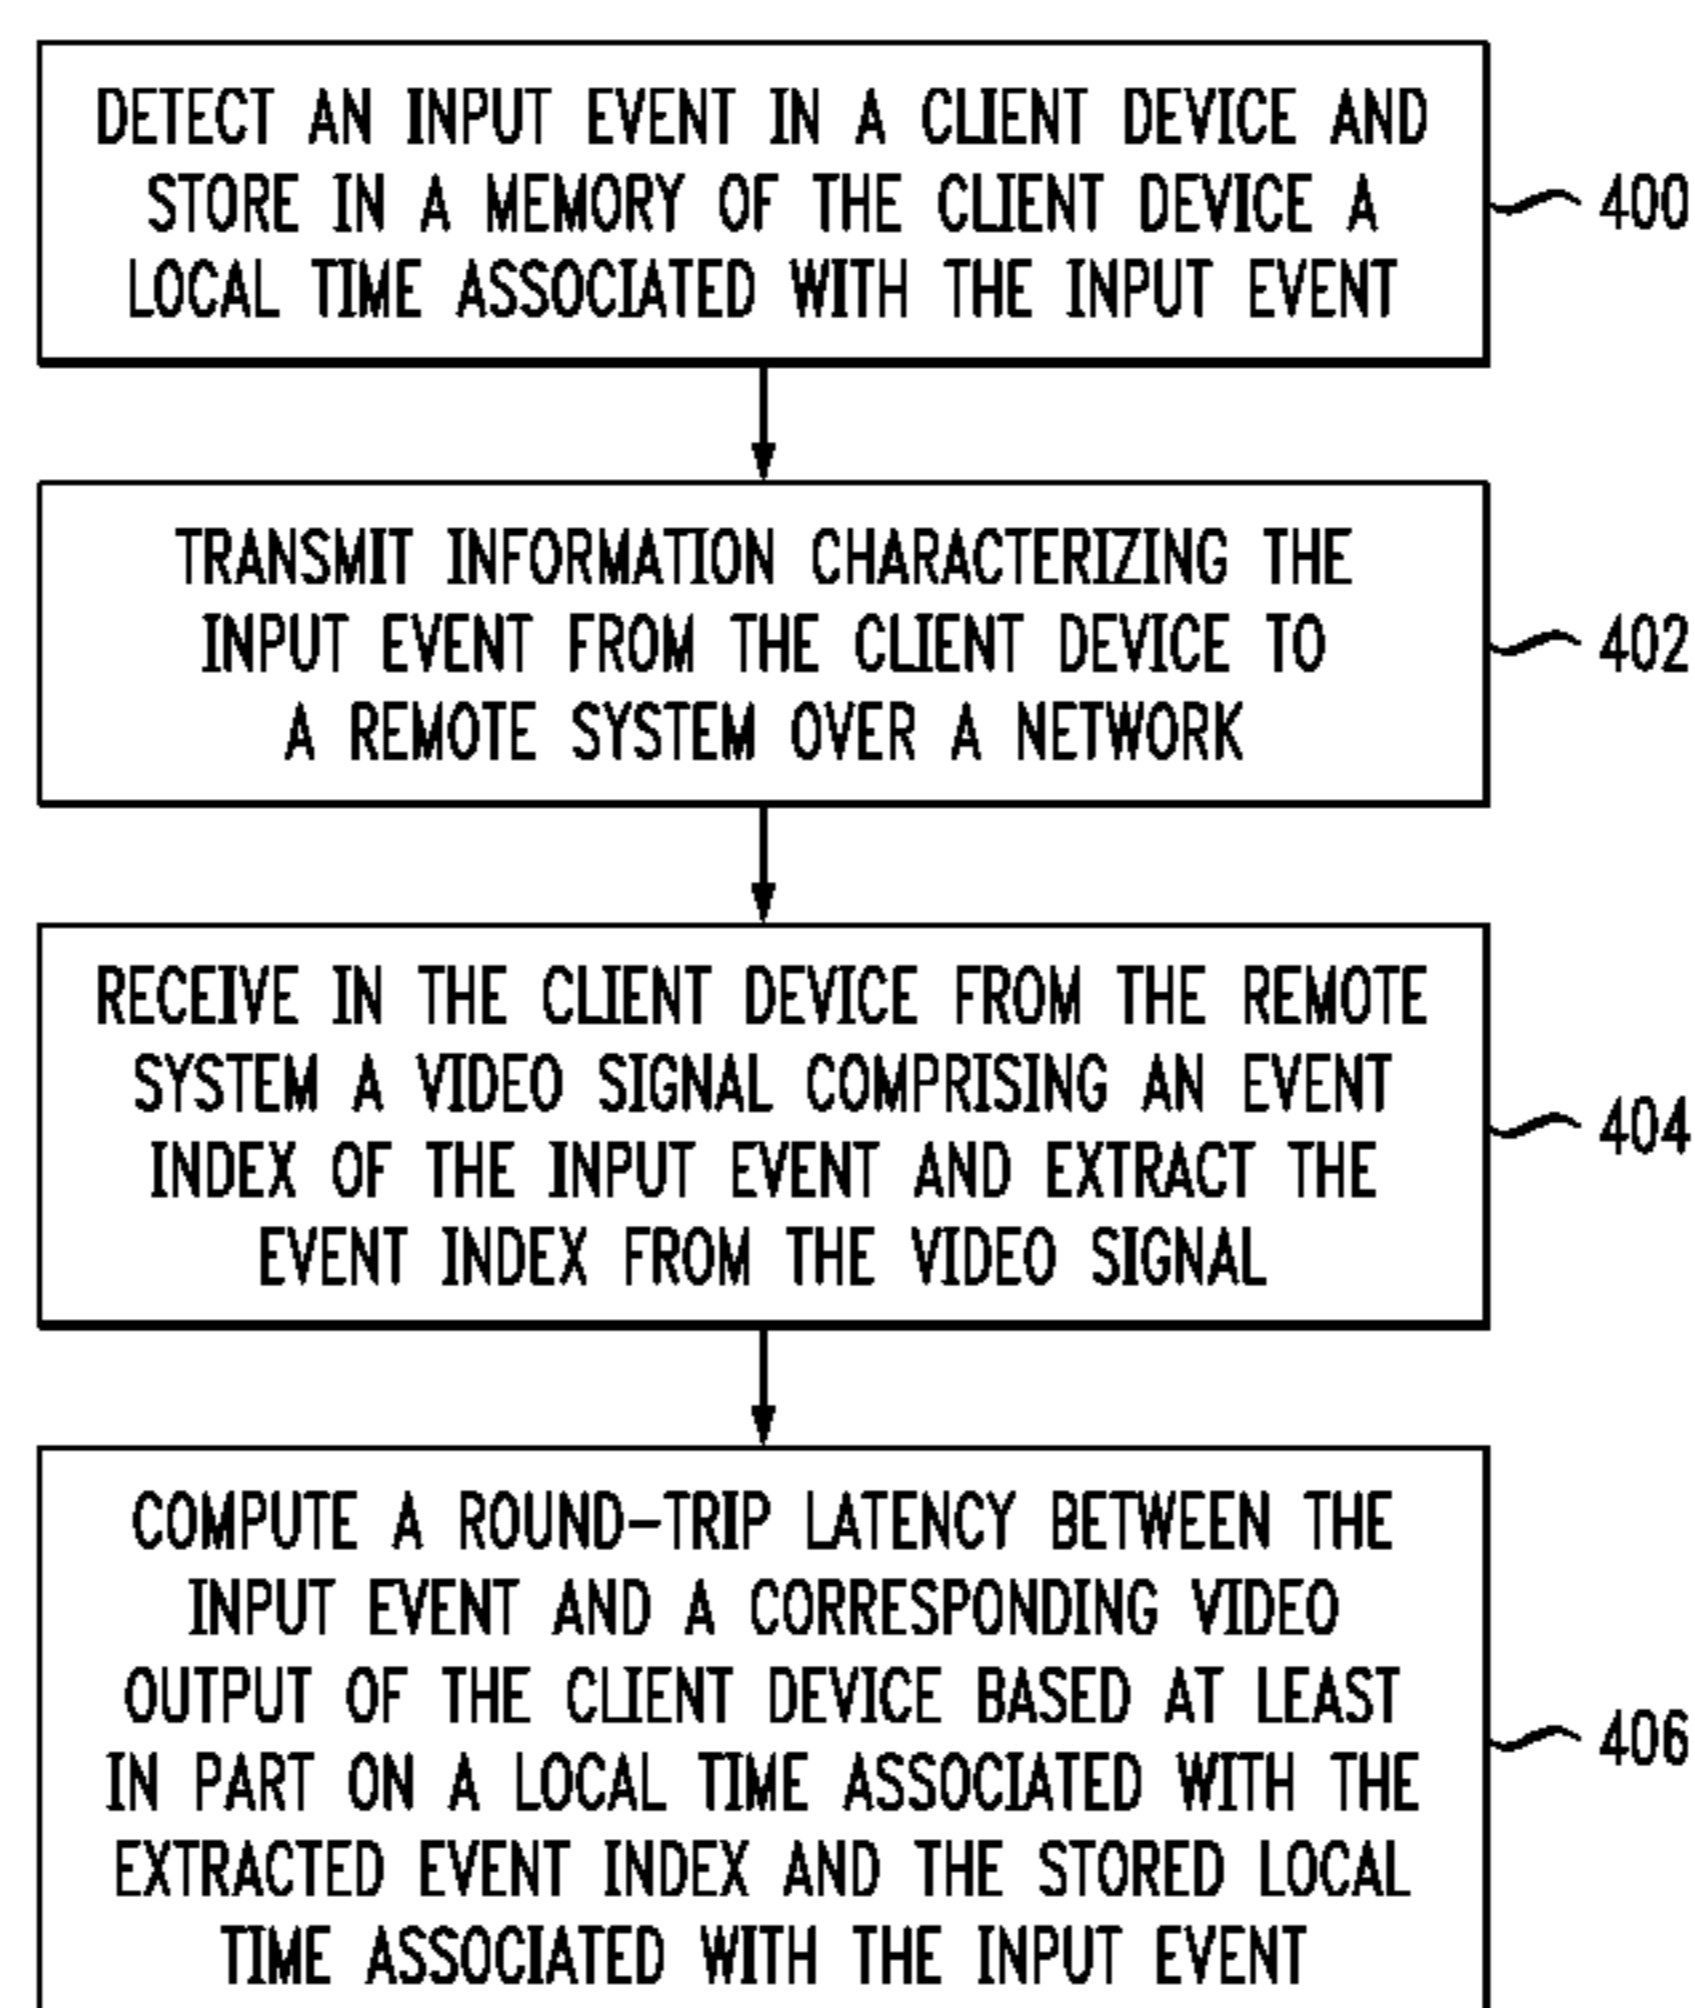 DETECT AN INPUT EVENT IN A CLIENT DEVICE AND
STORE IN A MEMORY OF THE CLIENT DEVICE A
LOCAL TIME ASSOCIATED WITH THE INPUT EVENT
400
TRANSMIT INFORMATION CHARACTERIZING THE
INPUT EVENT FROM THE CLIENT DEVICE TO
A REMOTE SYSTEM OVER A NETWORK
402
RECEIVE IN THE CLIENT DEVICE FROM THE REMOTE
SYSTEM A VIDEO SIGNAL COMPRISING AN EVENT
INDEX OF THE INPUT EVENT AND EXTRACT THE
EVENT INDEX FROM THE VIDEO SIGNAL
404
COMPUTE A ROUND-TRIP LATENCY BETWEEN THE
INPUT EVENT AND A CORRESPONDING VIDEO
OUTPUT OF THE CLIENT DEVICE BASED AT LEAST
IN PART ON A LOCAL TIME ASSOCIATED WITH THE
EXTRACTED EVENT INDEX AND THE STORED LOCAL
TIME ASSOCIATED WITH THE INPUT EVENT
406